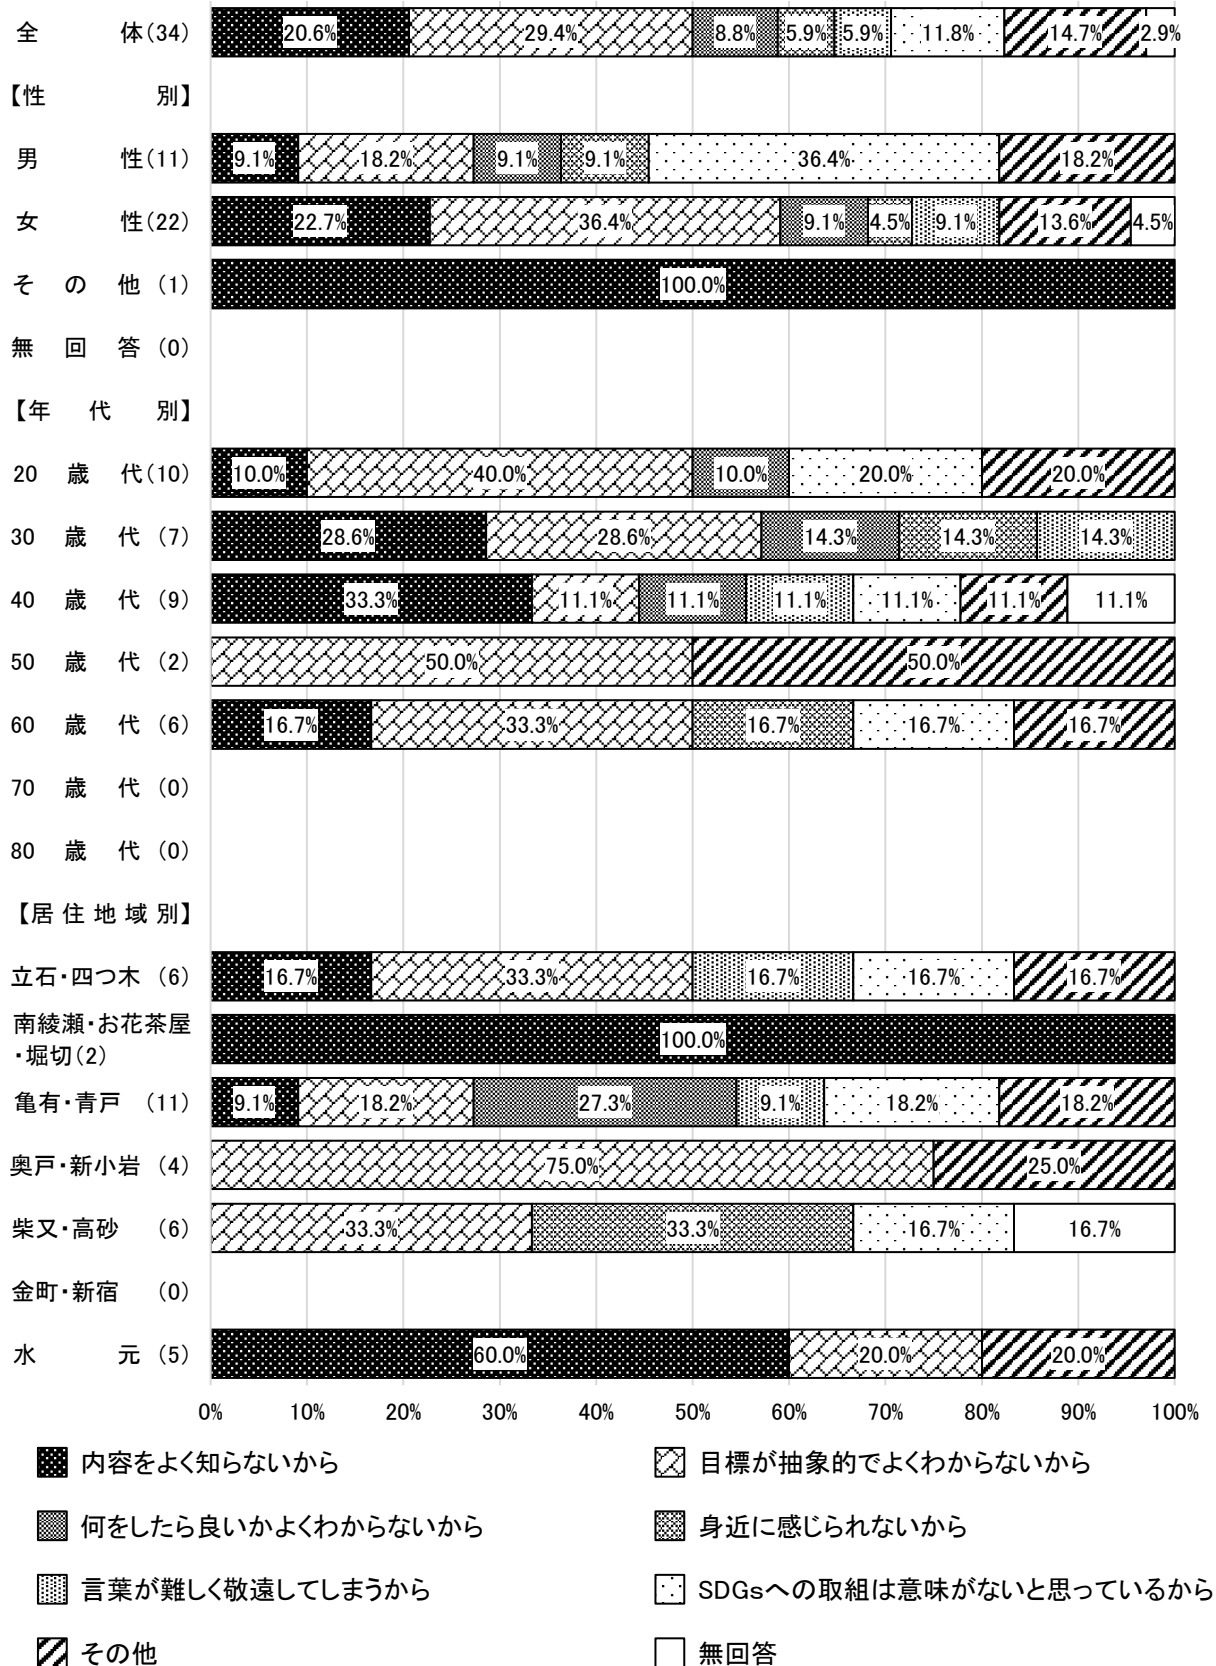 全 体(34) 20.6% 29.4% 8.8% 5.9% 5.9% 11.8% 14.7% 2.9%
【性 別】
男 性(11) 9.1% 18.2% 9.1% 9.1% 36.4% 18.2%
女 性(22) 22.7% 36.4% 9.1% 4.5% 9.1% 13.6% 4.5%
そ の 他(1) 100.0%
無 回 答(0)
【年 代 別】
20 歳 代(10) 10.0% 40.0% 10.0% 20.0% 20.0%
30 歳 代(7) 28.6% 28.6% 14.3% 14.3% 14.3%
40 歳 代(9) 33.3% 11.1% 11.1% 11.1% 11.1% 11.1% 11.1%
50 歳 代(2) 50.0% 50.0%
60 歳 代(6) 16.7% 33.3% 16.7% 16.7% 16.7%
70 歳 代(0)
80 歳 代(0)
【居 住 地 域 別】
立石・四つ木(6) 16.7% 33.3% 16.7% 16.7% 16.7%
南綾瀬・お花茶屋
・堀切(2) 100.0%
亀有・青戸 (11) 9.1% 18.2% 27.3% 9.1% 18.2% 18.2%
奥戸・新小岩(4) 75.0% 25.0%
柴又・高砂 (6) 33.3% 33.3% 16.7% 16.7%
金町・新宿 (0)
水 元(5) 60.0% 20.0% 20.0%
0% 10% 20% 30% 40% 50% 60% 70% 80% 90% 100%
内容をよく知らないから 目標が抽象的でよくわからないから
何をしたら良いかよくわからないから 身近に感じられないから
言葉が難しく敬遠してしまうから SDGsへの取組は意味がないと思っているから
その他 無回答